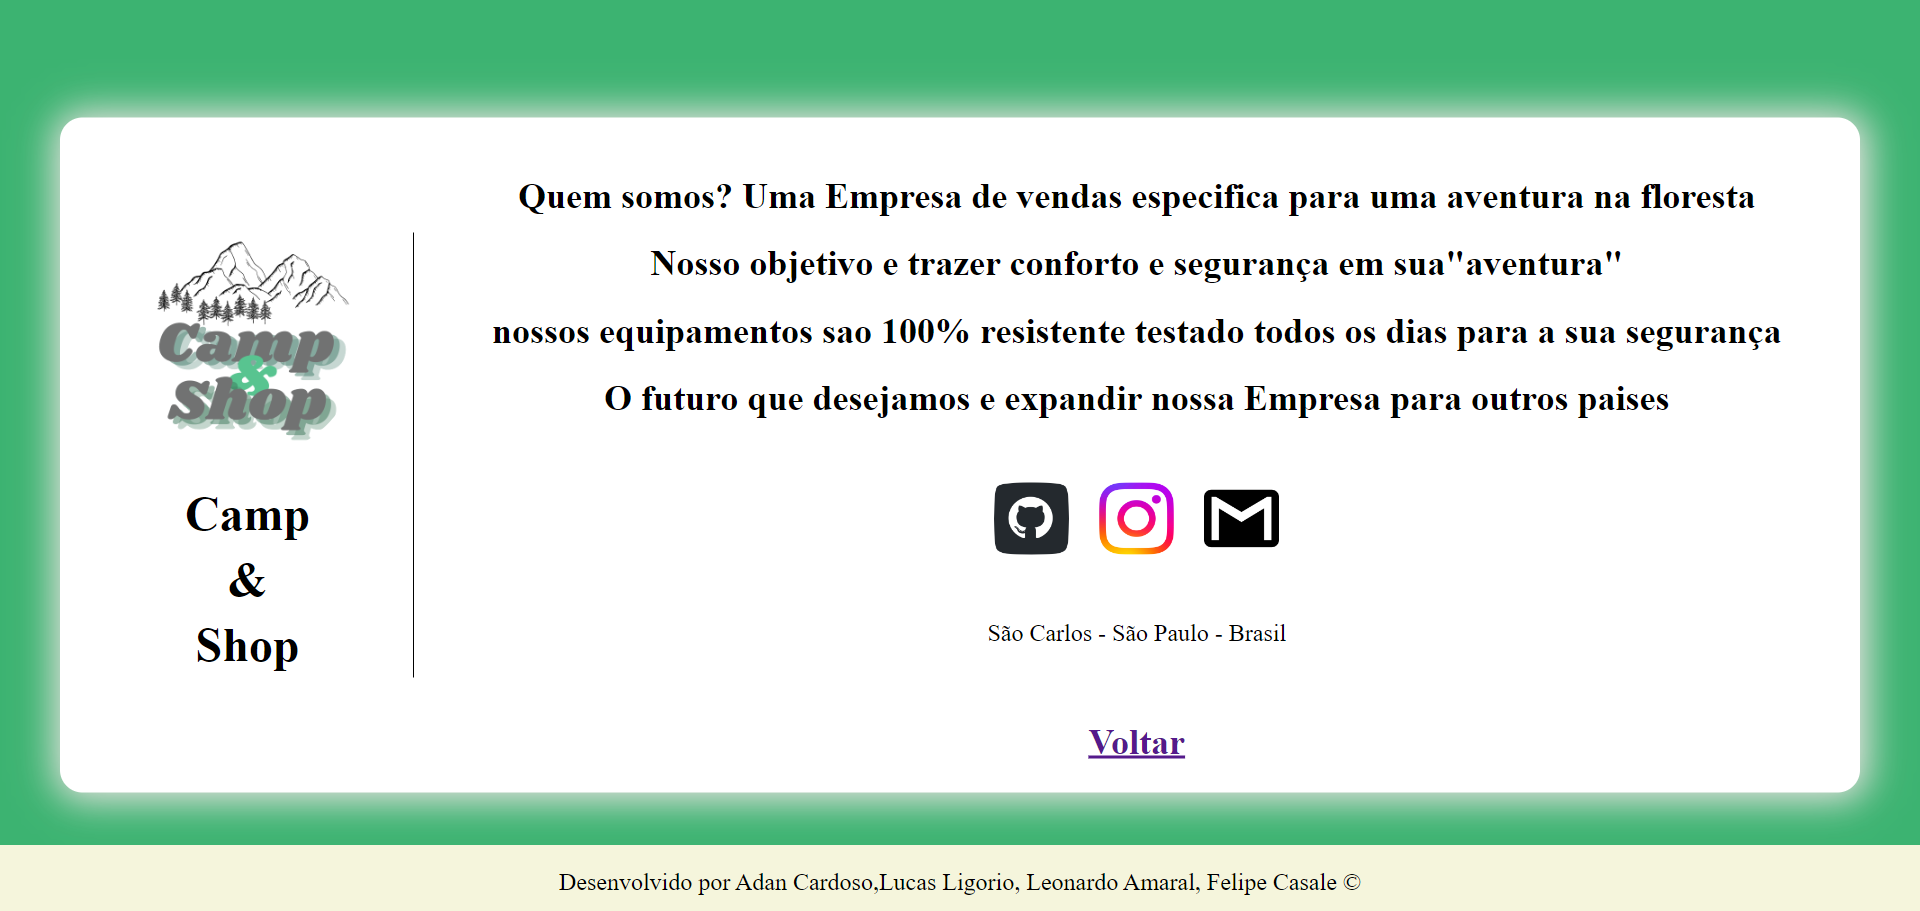 Camp
&
Shop
Camp
&
Shop
Quem somos? Uma Empresa de vendas especifica para uma aventura na floresta
Nosso objetivo e trazer conforto e segurança em sua"aventura"
nossos equipamentos sao 100% resistente testado todos os dias para a sua segurança
O futuro que desejamos e expandir nossa Empresa para outros paises
São Carlos - São Paulo - Brasil
Voltar
Desenvolvido por Adan Cardoso,Lucas Ligorio, Leonardo Amaral, Felipe Casale ©